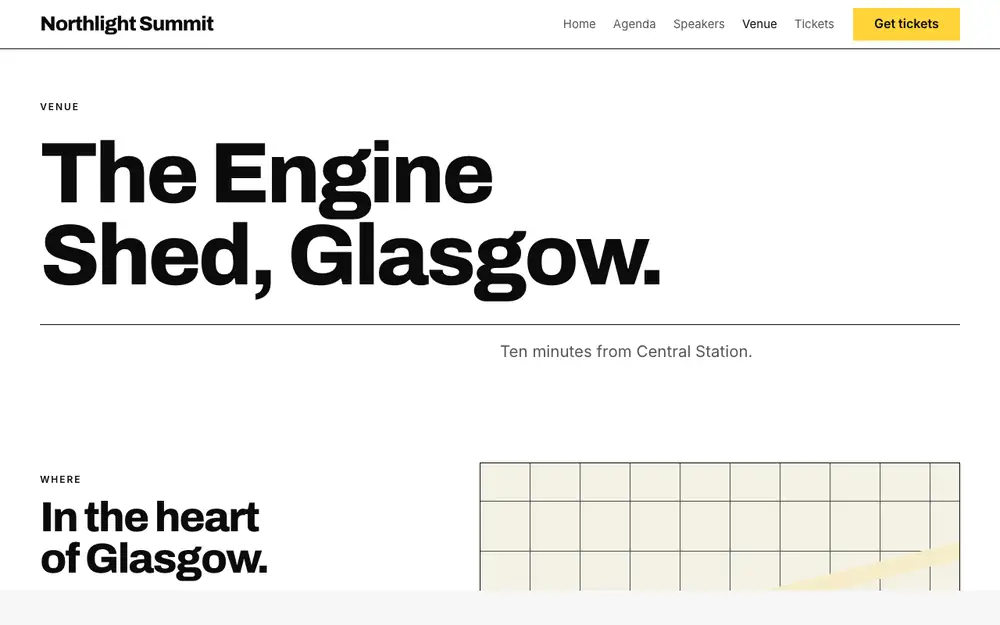 Northlight Summit
Home Agenda Speakers Venue Tickets Get tickets
VENUE
The Engine
Shed, Glasgow.
Ten minutes from Central Station.
WHERE
In the heart
of Glasgow.